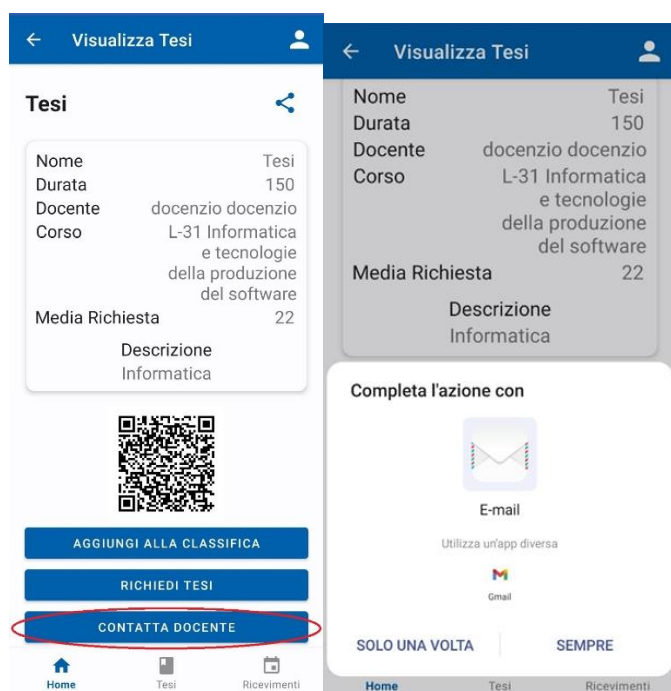 Visualizza Tesi
Tesi
Nome Tesi
Durata 150
Docente docenzio docenzio
Corso L-31 Informatica
e tecnologie
della produzione
del software
Media Richiesta 22
Descrizione
Informatica
AGGIUNGI ALLA CLASSIFICA
RICHIEDI TESI
CONTATTA DOCENTE
Home Tesi Ricevimenti
Visualizza Tesi
Nome Tesi
Durata 150
Docente docenzio docenzio
Corso L-31 Informatica
e tecnologie
della produzione
del software
Media Richiesta 22
Descrizione
Informatica
Completa l'azione con
E-mail
Utilizza un'app diversa
Gmail
SOLO UNA VOLTA SEMPRE
Home Tesi Ricevimenti